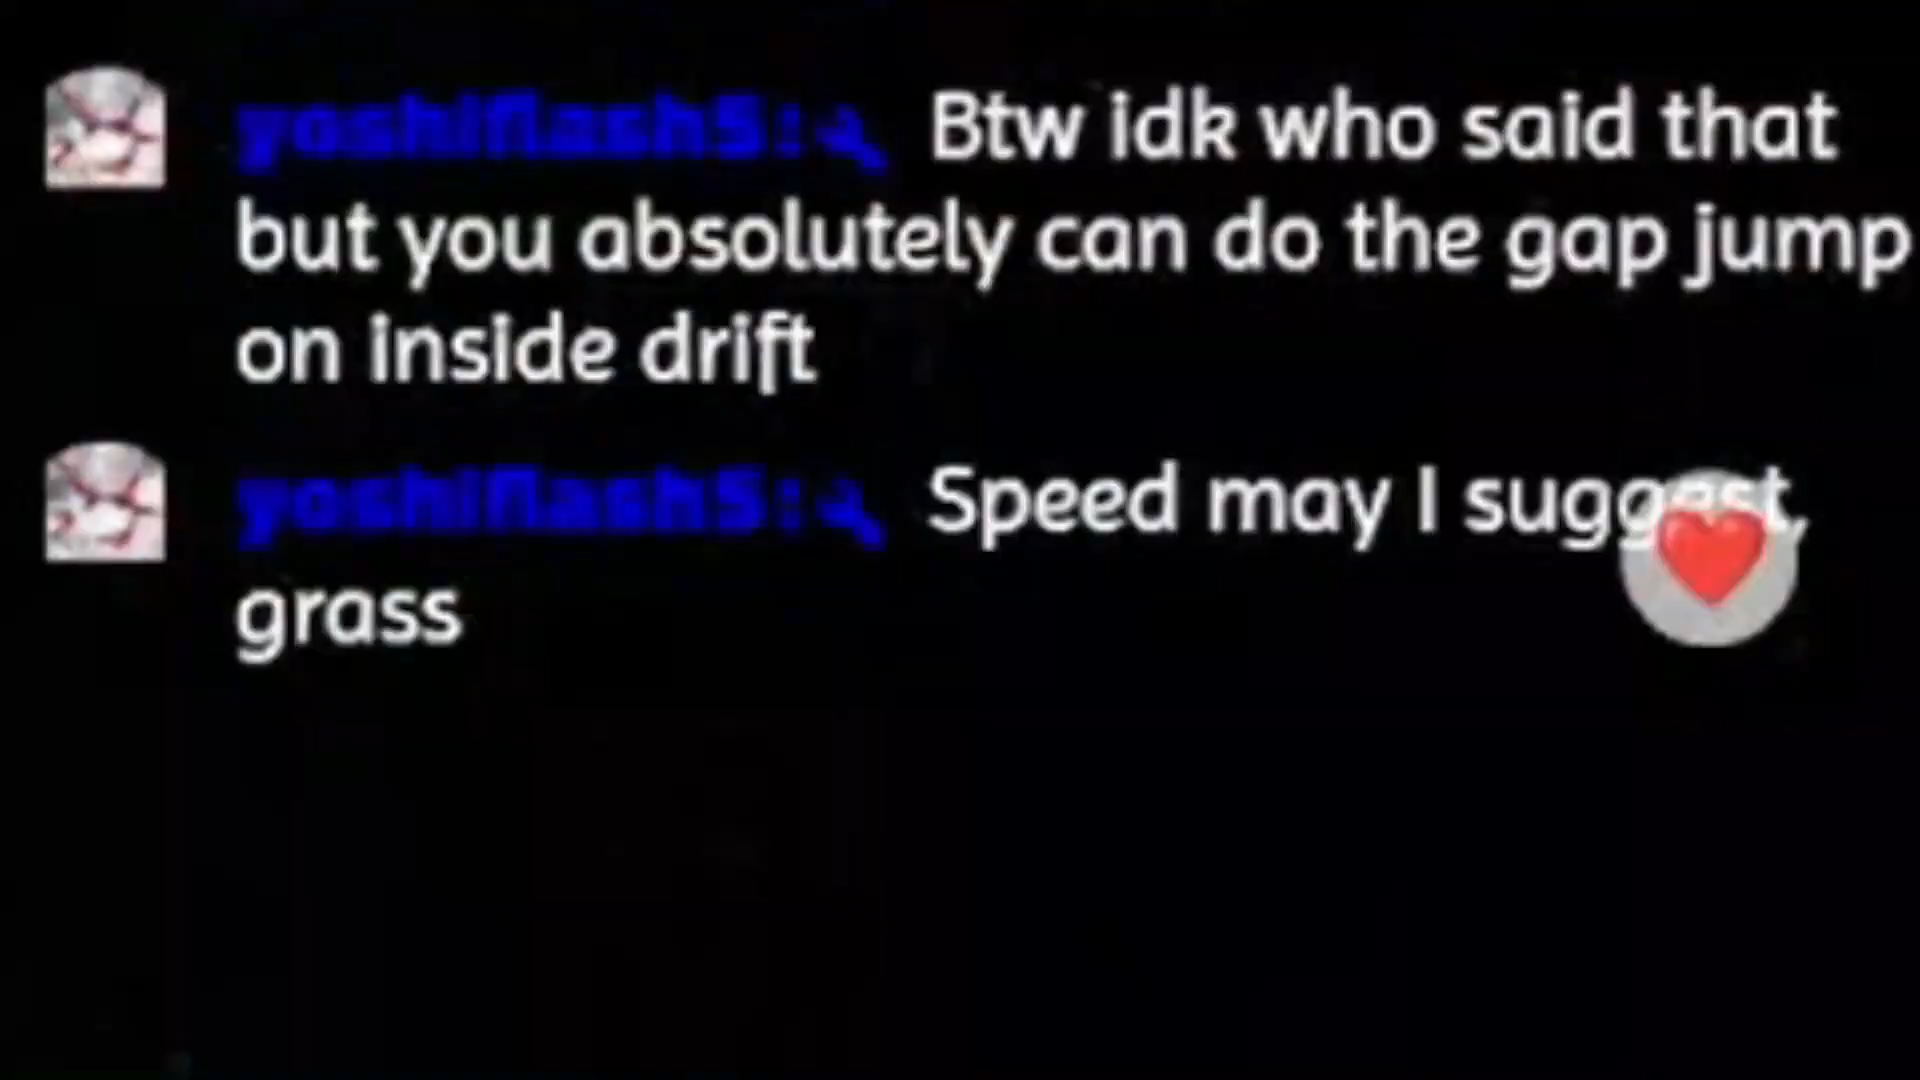 yoshiflash5: Btw idk who said that
but you absolutely can do the gap jump
on inside drift
yoshiflash5: Speed may I suggest,
grass